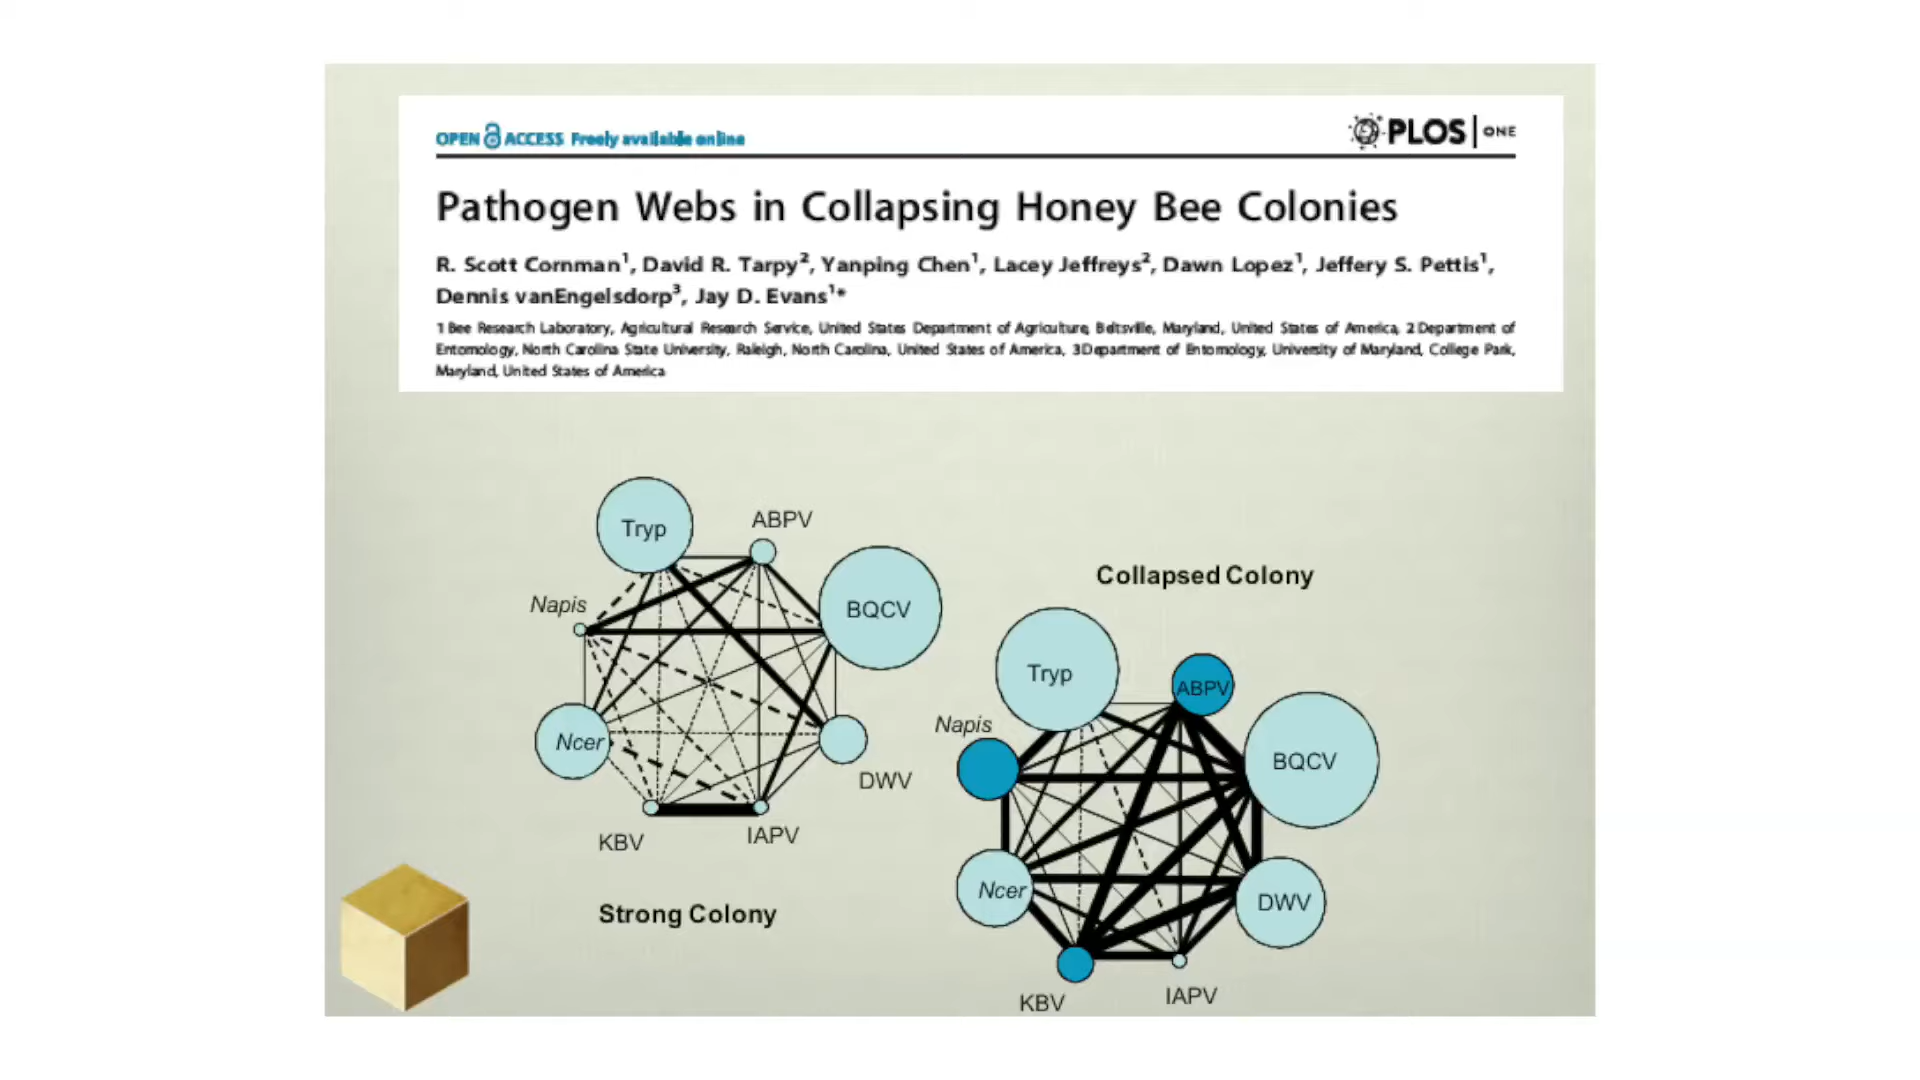 OPEN ACCESS Freely available online
PLOS | ONE
Pathogen Webs in Collapsing Honey Bee Colonies
R. Scott Cornman1, David R. Tarpy2, Yanping Chen1, Lacey Jeffreys2, Dawn Lopez1, Jeffery S. Pettis1,
Dennis vanEngelsdorp3, Jay D. Evans1*
1 Bee Research Laboratory, Agricultural Research Service, United States Department of Agriculture, Beltsville, Maryland, United States of America, 2 Department of
Entomology, North Carolina State University, Raleigh, North Carolina, United States of America, 3 Department of Entomology, University of Maryland, College Park,
Maryland, United States of America
Tryp
ABPV
BQCV
Napis
Ncer
DWV
KBV
IAPV
Strong Colony
Collapsed Colony
Tryp
ABPV
Napis
BQCV
Ncer
DWV
KBV
IAPV